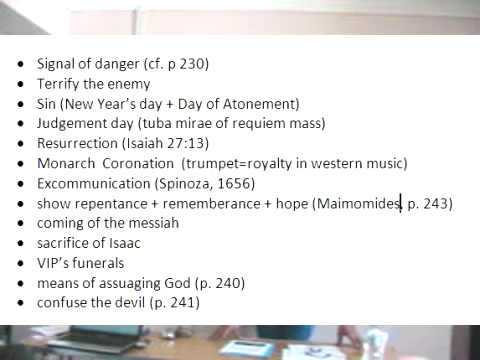 Signal of danger (cf. p 230)
Terrify the enemy
Sin (New Year's day + Day of Atonement)
Judgement day (tuba mirae of requiem mass)
Resurrection (Isaiah 27:13)
Monarch Coronation (trumpet=royalty in western music)
Excommunication (Spinoza, 1656)
show repentance + rememberance + hope (Maimomides, p. 243)
coming of the messiah
sacrifice of Isaac
VIP's funerals
means of assuaging God (p. 240)
confuse the devil (p. 241)